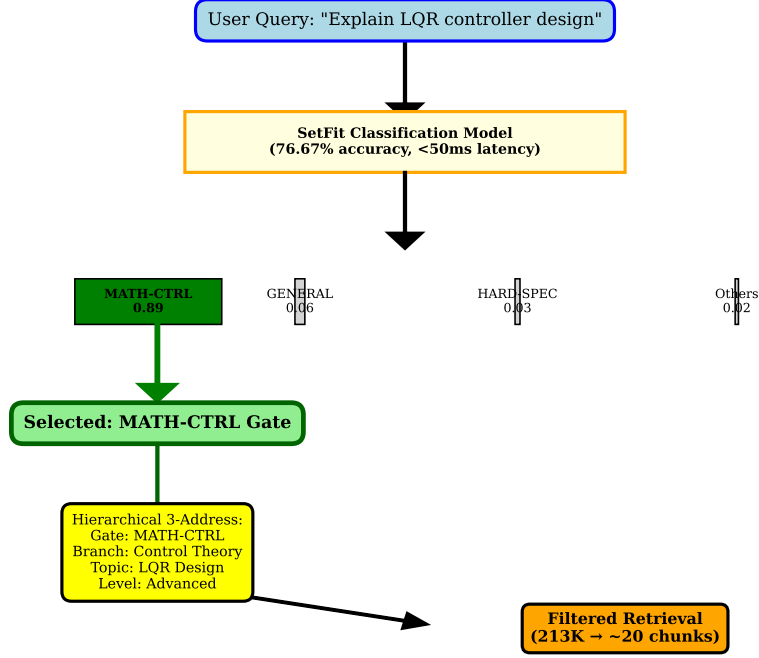 User Query: "Explain LQR controller design"
SetFit Classification Model
(76.67% accuracy, <50ms latency)
MATH-CTRL
0.89
GENERAL
0.06
HARD-SPEC
0.03
Others
0.02
Selected: MATH-CTRL Gate
Hierarchical 3-Address:
Gate: MATH-CTRL
Branch: Control Theory
Topic: LQR Design
Level: Advanced
Filtered Retrieval
(213K → ~20 chunks)